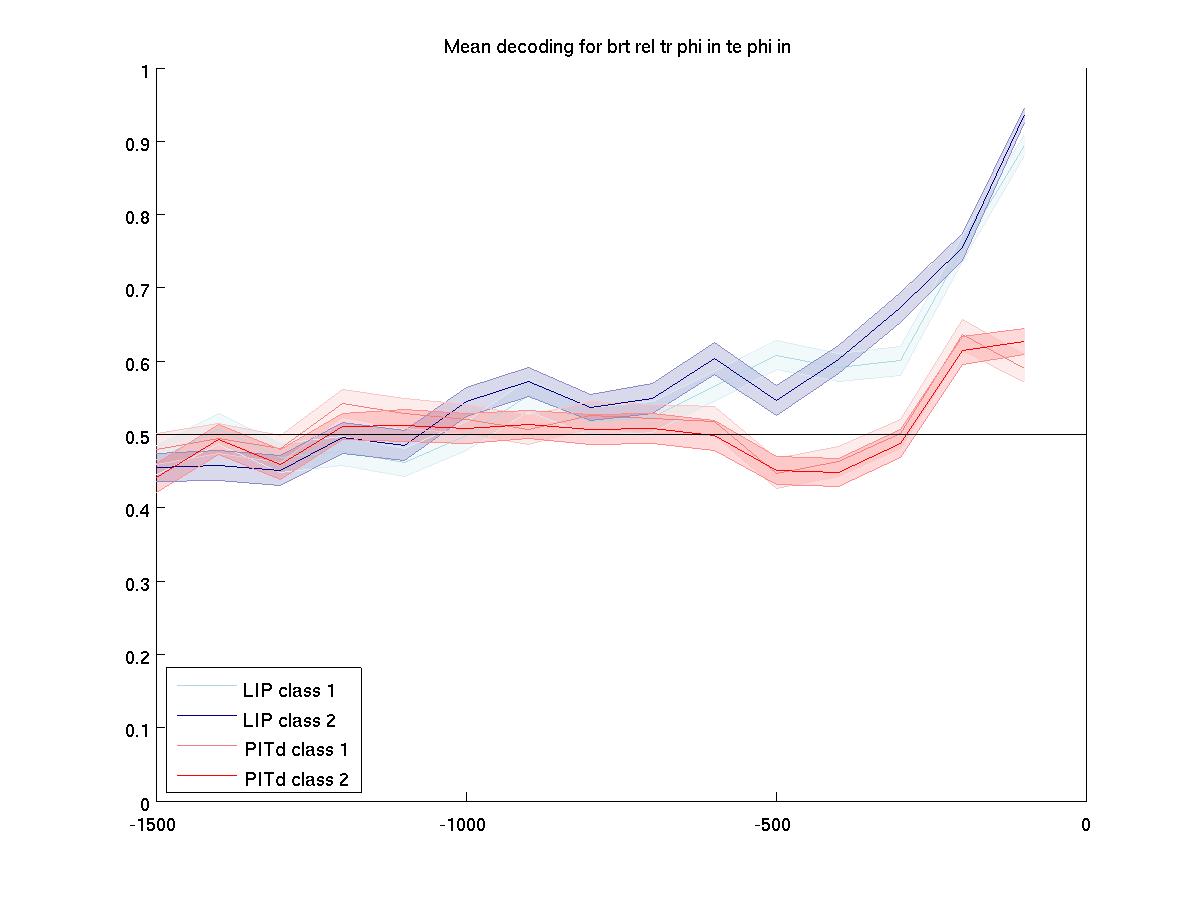 Mean decoding for brt rel tr phi in te phi in
1
0.9
0.8
0.7
0.6
0.5
0.4
0.3
0.2
0.1
0
LIP class 1
LIP class 2
PITd class 1
PITd class 2
-1500 -1000 -500 0